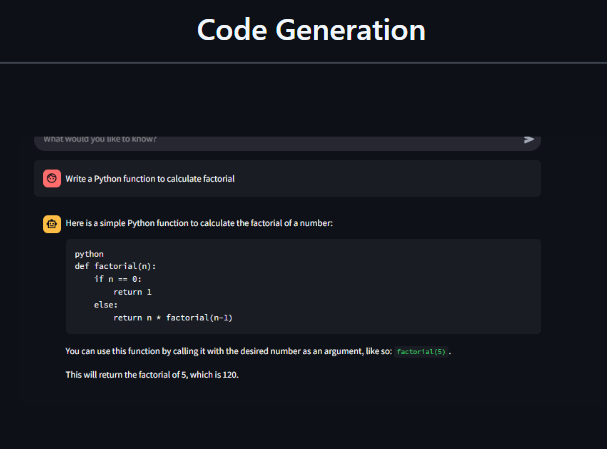 Code Generation
What would you like to know?
Write a Python function to calculate factorial
Here is a simple Python function to calculate the factorial of a number:
python
def factorial(n):
    if n == 0:
        return 1
    else:
        return n * factorial(n-1)
You can use this function by calling it with the desired number as an argument, like so: factorial(5) .
This will return the factorial of 5, which is 120.